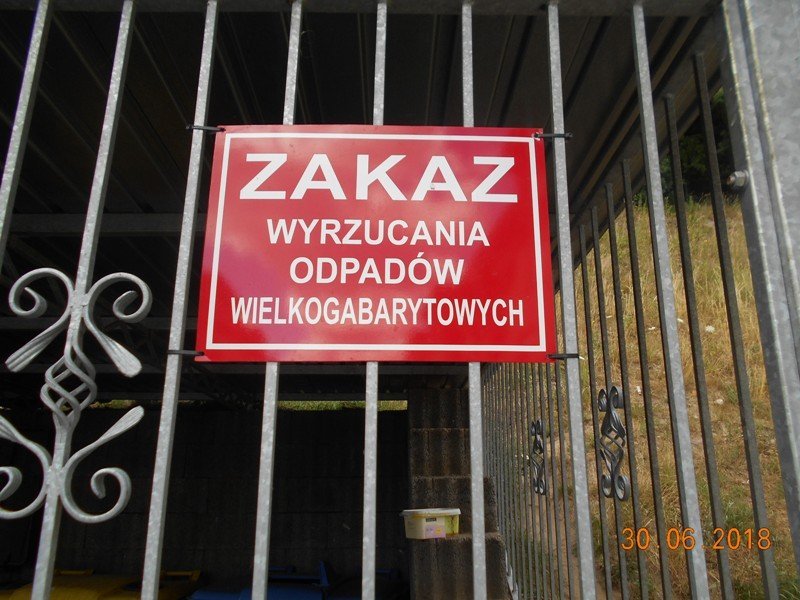 ZAKAZ
WYRZUCANIA
ODPADÓW
WIELKOGABARYTOWYCH
30 06 2018